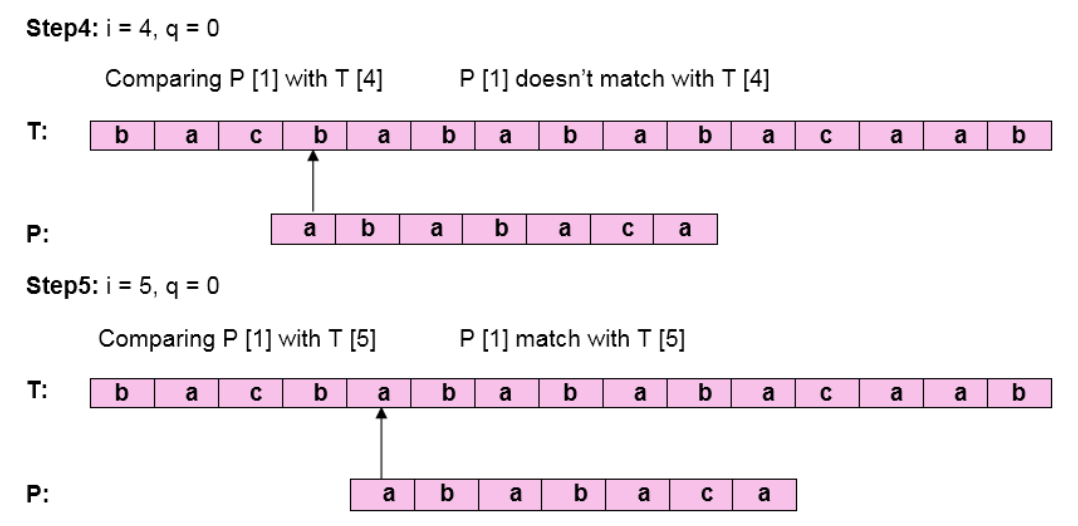 Step4: i = 4, q = 0
Comparing P [1] with T [4] P [1] doesn't match with T [4]
T: b a c b a b a b a b a c a a b
P: a b a b a c a
Step5: i = 5, q = 0
Comparing P [1] with T [5] P [1] match with T [5]
T: b a c b a b a b a b a c a a b
P: a b a b a c a